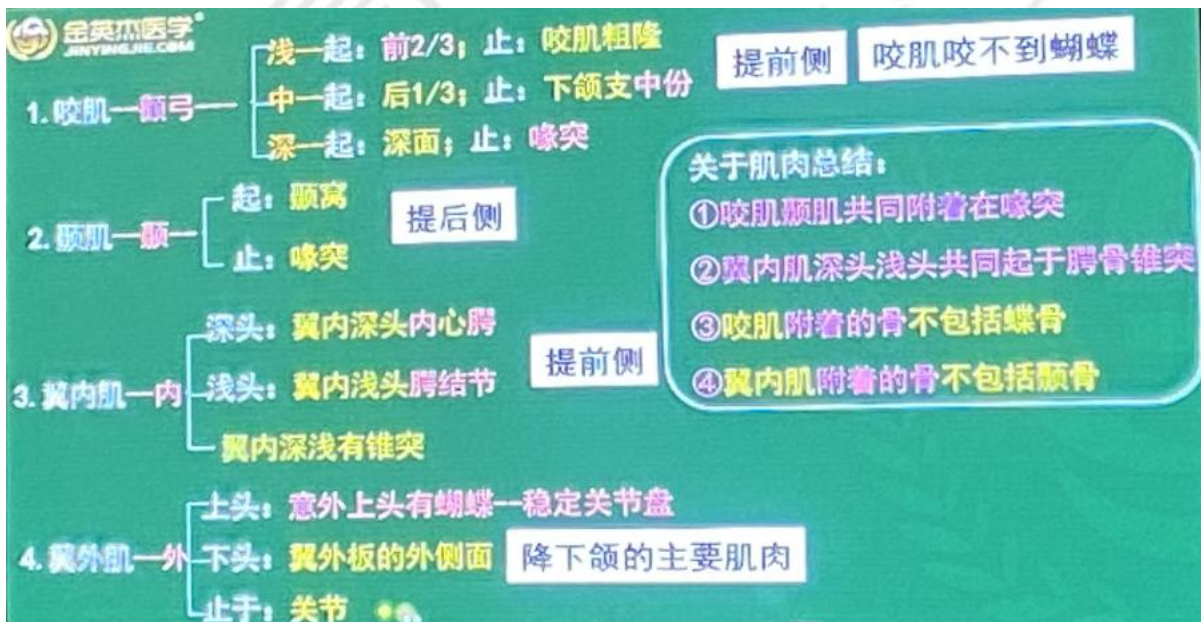 金英杰医学
JINYINGJIE.COM
1.咬肌—颧弓—
浅—起：前2/3；止：咬肌粗隆
中—起：后1/3；止：下颌支中份
深—起：深面；止：喙突
提前侧
咬肌咬不到蝴蝶
2.颞肌—颞—
起：颞窝
止：喙突
提后侧
3.翼内肌—内
深头：翼内深头内心腭
浅头：翼内浅头腭结节
翼内深浅有锥突
提前侧
4.翼外肌—外
上头：意外上头有蝴蝶--稳定关节盘
下头：翼外板的外侧面
止于：关节
降下颌的主要肌肉
关于肌肉总结：
①咬肌颞肌共同附着在喙突
②翼内肌深头浅头共同起于腭骨锥突
③咬肌附着的骨不包括蝶骨
④翼内肌附着的骨不包括颞骨